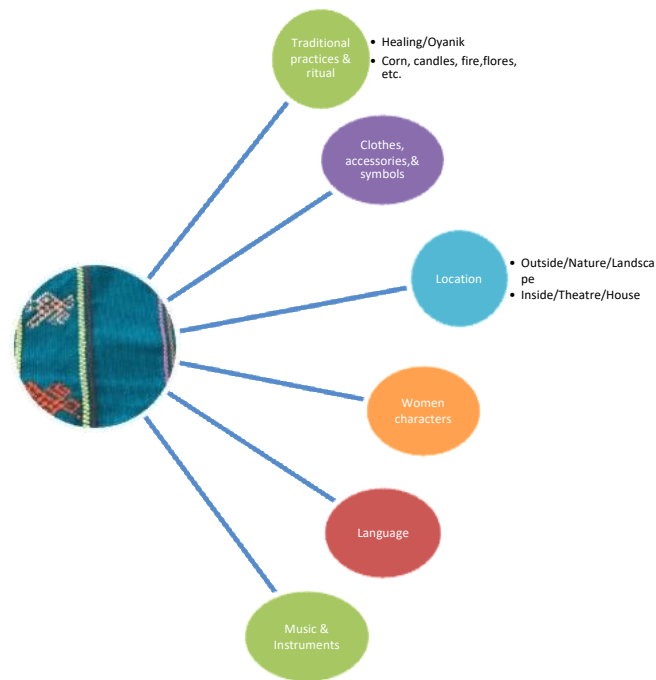 Traditional
practices &
ritual
• Healing/Oyanik
• Corn, candles, fire,flores,
etc.
Clothes,
accessories,&
symbols
Location
• Outside/Nature/Landsca
pe
• Inside/Theatre/House
Women
characters
Language
Music &
Instruments